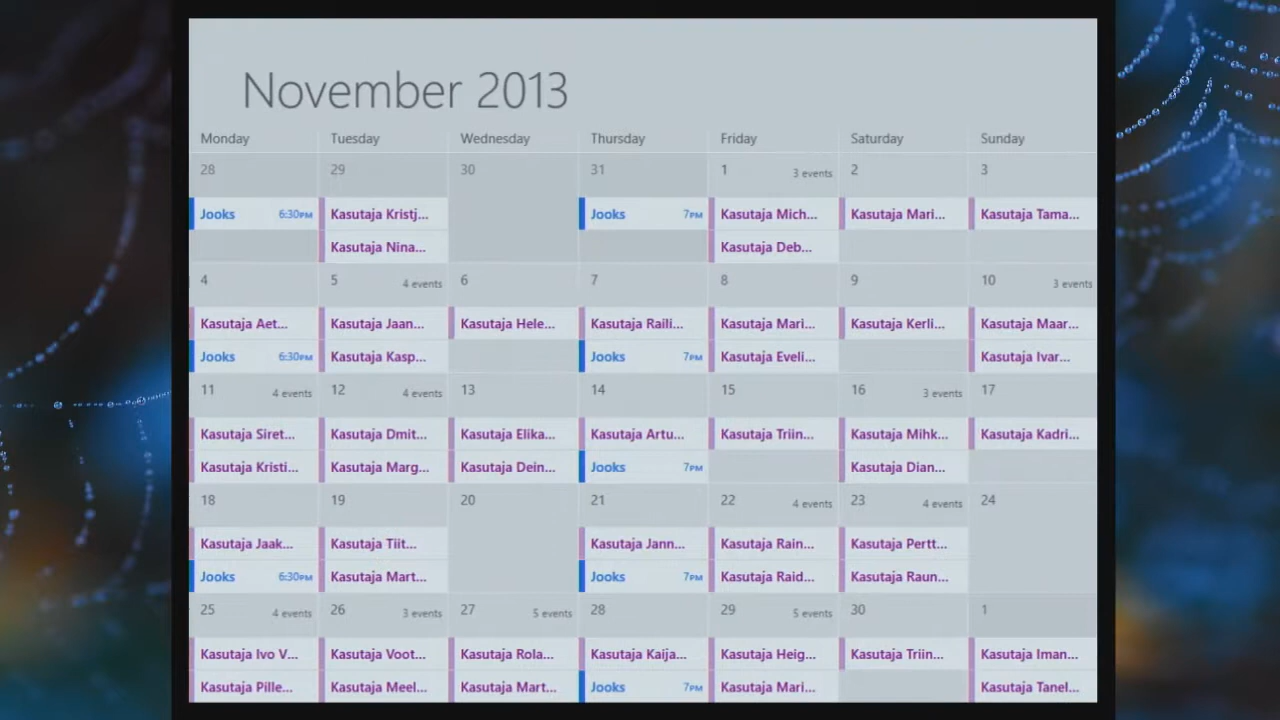 November 2013
Monday Tuesday Wednesday Thursday Friday Saturday Sunday
28 29 30 31 1 3 events 2 3
Jooks 6:30PM Kasutaja Kristj... Jooks 7PM Kasutaja Mich... Kasutaja Mari... Kasutaja Tama...
Kasutaja Nina... Kasutaja Deb...
4 5 4 events 6 7 8 9 10 3 events
Kasutaja Aet... Kasutaja Jaan... Kasutaja Hele... Kasutaja Raili... Kasutaja Mari... Kasutaja Kerli... Kasutaja Maar...
Jooks 6:30PM Kasutaja Kasp... Jooks 7PM Kasutaja Eveli... Kasutaja Ivar...
11 4 events 12 4 events 13 14 15 16 3 events 17
Kasutaja Siret... Kasutaja Dmit... Kasutaja Elika... Kasutaja Artu... Kasutaja Triin... Kasutaja Mihk... Kasutaja Kadri...
Kasutaja Kristi... Kasutaja Marg... Kasutaja Dein... Jooks 7PM Kasutaja Dian...
18 19 20 21 22 4 events 23 4 events 24
Kasutaja Jaak... Kasutaja Tiit... Kasutaja Jann... Kasutaja Rain... Kasutaja Pertt...
Jooks 6:30PM Kasutaja Mart... Jooks 7PM Kasutaja Raid... Kasutaja Raun...
25 4 events 26 3 events 27 5 events 28 29 5 events 30 1
Kasutaja Ivo V... Kasutaja Voot... Kasutaja Rola... Kasutaja Kaija... Kasutaja Heig... Kasutaja Triin... Kasutaja Iman...
Kasutaja Pille... Kasutaja Meel... Kasutaja Mart... Jooks 7PM Kasutaja Mari... Kasutaja Tanel...